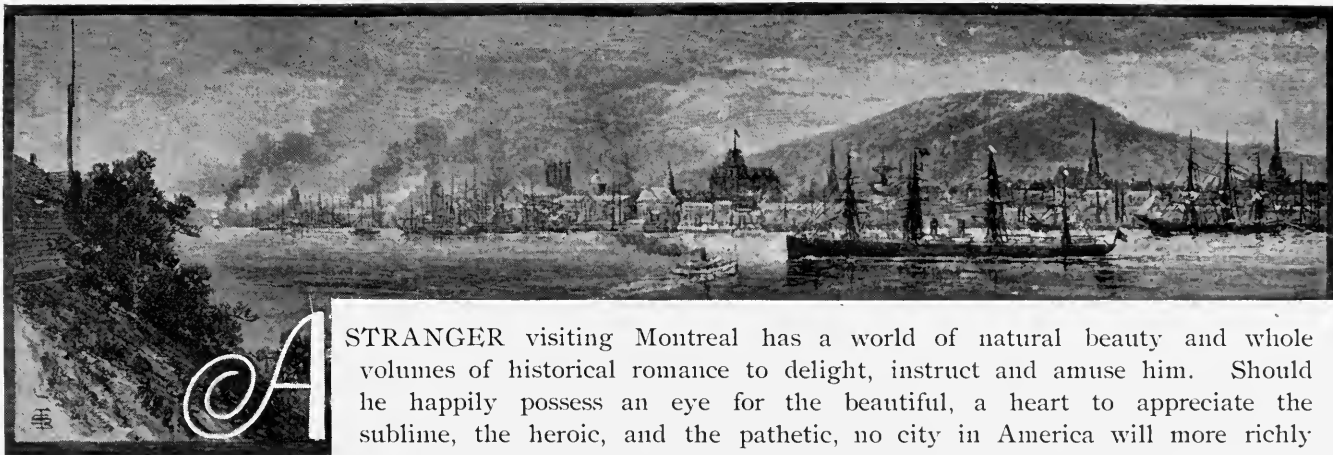 A STRANGER visiting Montreal has a world of natural beauty and whole
volumes of historical romance to delight, instruct and amuse him. Should
he happily possess an eye for the beautiful, a heart to appreciate the
sublime, the heroic, and the pathetic, no city in America will more richly